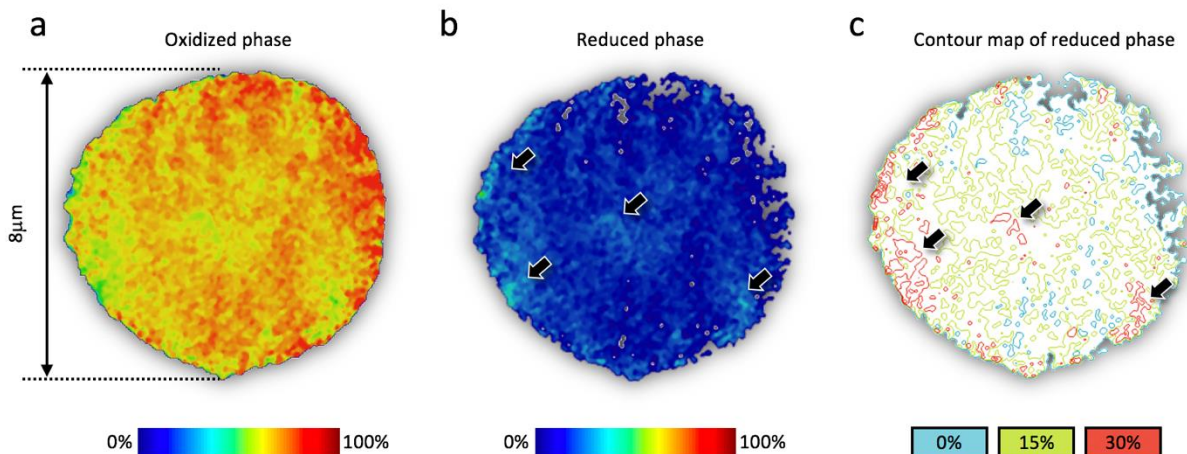 a
Oxidized phase
b
Reduced phase
c
Contour map of reduced phase
8μm
0%
100%
0%
100%
0%
15%
30%